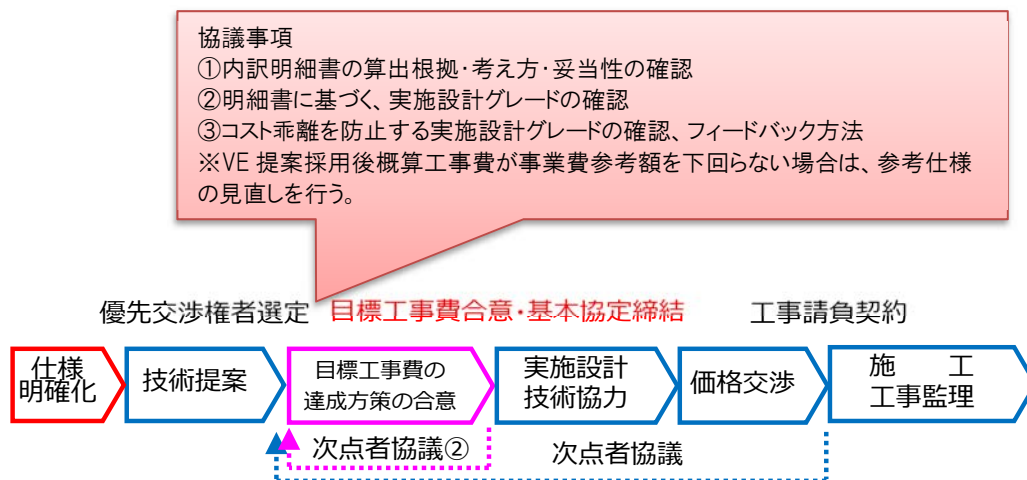 協議事項
①内訳明細書の算出根拠･考え方･妥当性の確認
②明細書に基づく、実施設計グレードの確認
③コスト乖離を防止する実施設計グレードの確認、フィードバック方法
※VE 提案採用後概算工事費が事業費参考額を下回らない場合は、参考仕様
の見直しを行う。
優先交渉権者選定 目標工事費合意･基本協定締結 工事請負契約
仕様
明確化
技術提案
目標工事費の
達成方策の合意
実施設計
技術協力
価格交渉
施　工
工事監理
次点者協議②
次点者協議